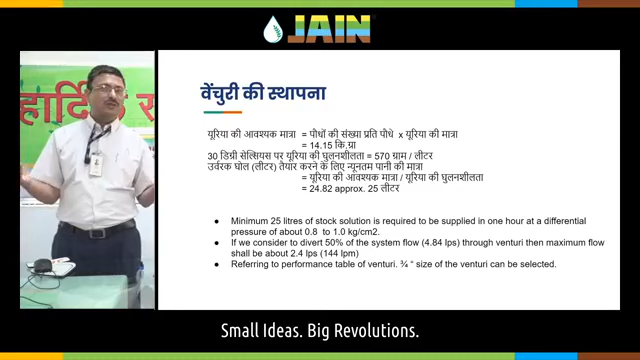 JAIN
हार्दिक स
वेंचुरी की स्थापना
यूरिया की आवश्यक मात्रा = पौधों की संख्या प्रति पौधे x यूरिया की मात्रा
= 14.15 कि.ग्रा
30 डिग्री सेल्सियस पर यूरिया की घुलनशीलता = 570 ग्राम / लीटर
उर्वरक घोल (लीटर) तैयार करने के लिए न्यूनतम पानी की मात्रा
= यूरिया की आवश्यक मात्रा / यूरिया की घुलनशीलता
= 24.82 approx. 25 लीटर
• Minimum 25 litres of stock solution is required to be supplied in one hour at a differential
pressure of about 0.8 to 1.0 kg/cm2.
• If we consider to divert 50% of the system flow (4.84 lps) through venturi then maximum flow
shall be about 2.4 lps (144 lpm)
• Referring to performance table of venturi. ¾ “ size of the venturi can be selected.
Small Ideas. Big Revolutions.